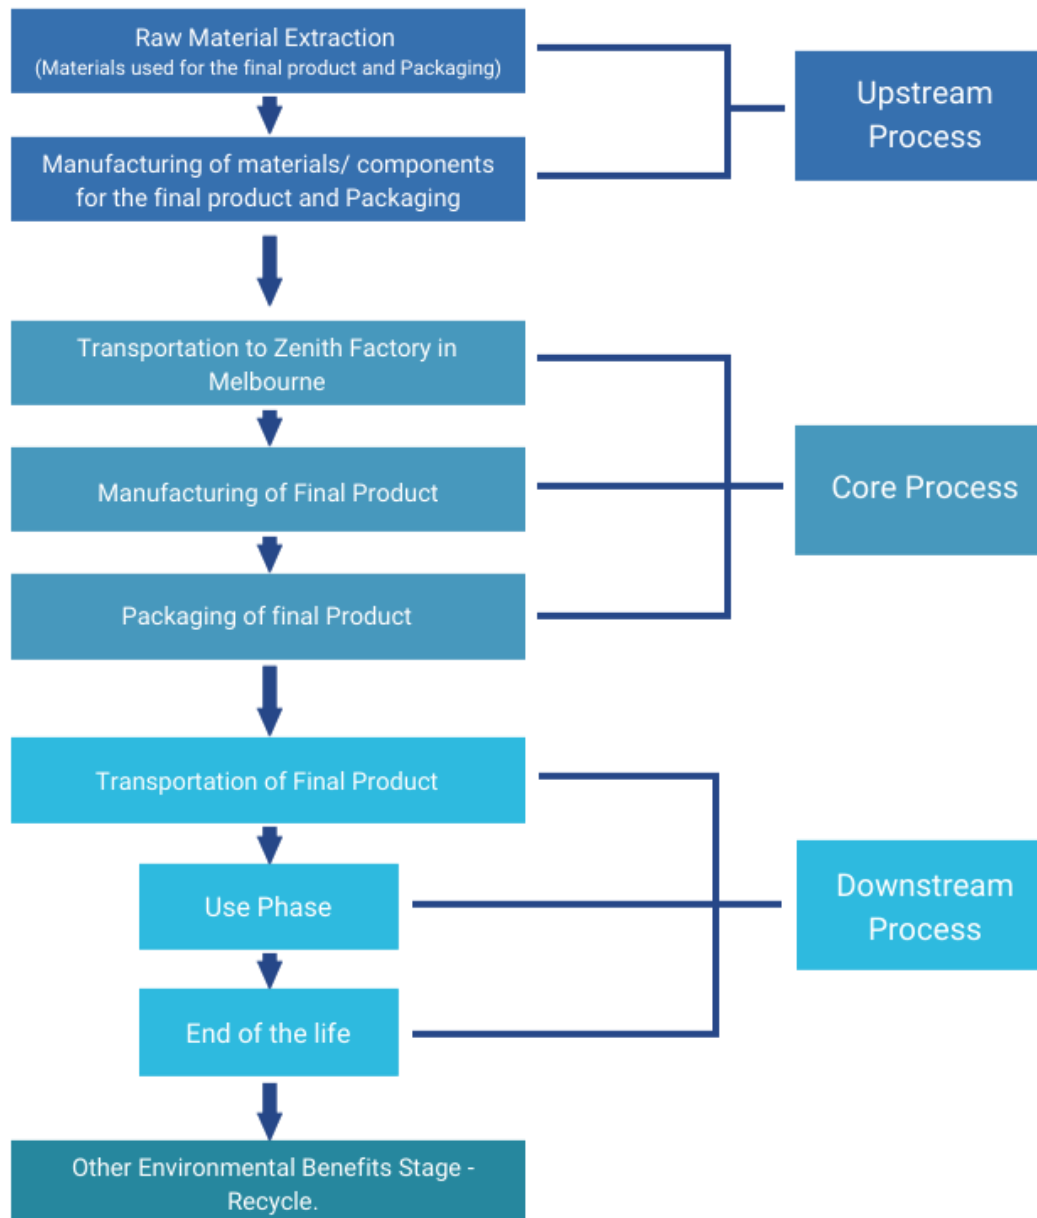 Raw Material Extraction
(Materials used for the final product and Packaging)
Upstream
Process
Manufacturing of materials/ components
for the final product and Packaging
Transportation to Zenith Factory in
Melbourne
Manufacturing of Final Product
Core Process
Packaging of final Product
Transportation of Final Product
Use Phase
Downstream
Process
End of the life
Other Environmental Benefits Stage -
Recycle.